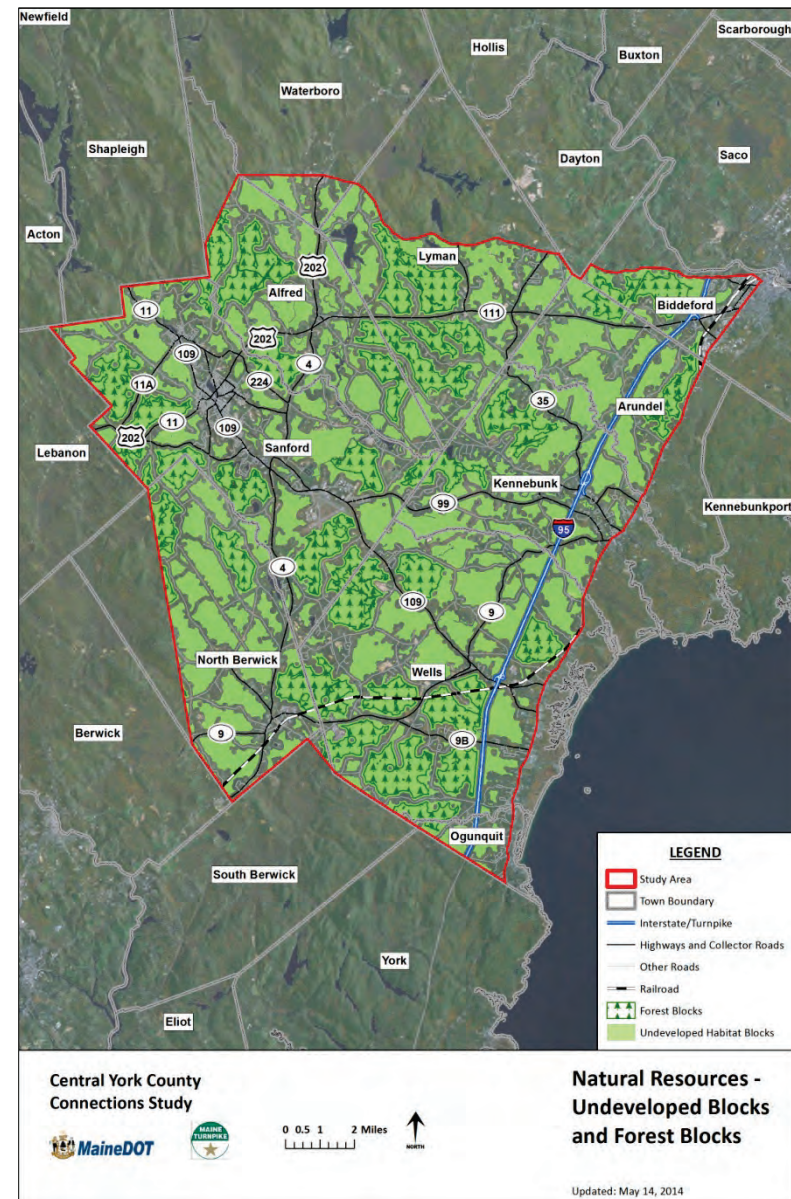 Newfield
Scarborough
Hollis
Buxton
Waterboro
Shapleigh
Dayton
Saco
Acton
Lyman
202
Alfred
Biddeford
11
111
202
109
4
224
11A
35
Arundel
11
109
202
Sanford
Lebanon
Kennebunk
99
Kennebunkport
95
4
109
9
North Berwick
Wells
Berwick
9
9B
Ogunquit
South Berwick
York
Eliot
LEGEND
Study Area
Town Boundary
Interstate/Turnpike
Highways and Collector Roads
Other Roads
Railroad
Forest Blocks
Undeveloped Habitat Blocks
Central York County
Connections Study
MaineDOT
MAINE
TURNPIKE
0 0.5 1 2 Miles
NORTH
Natural Resources -
Undeveloped Blocks
and Forest Blocks
Updated: May 14, 2014